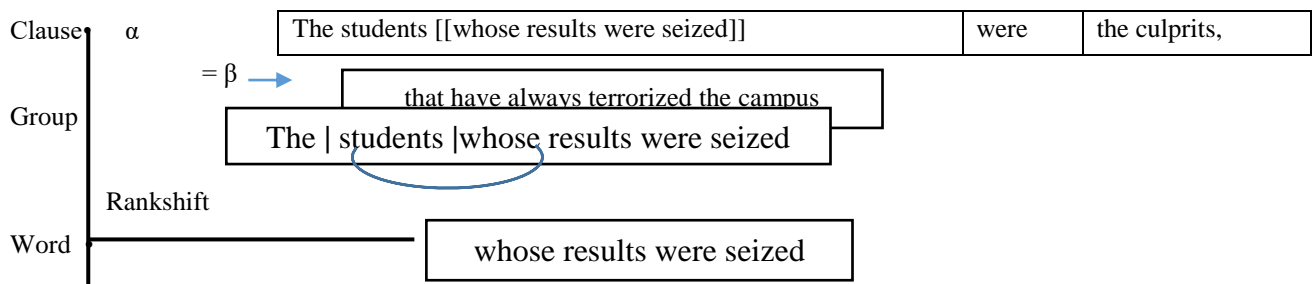 Clause α The students [[whose results were seized]] were the culprits,
= β
that have always terrorized the campus
Group
The | students |whose results were seized
Rankshift
Word whose results were seized